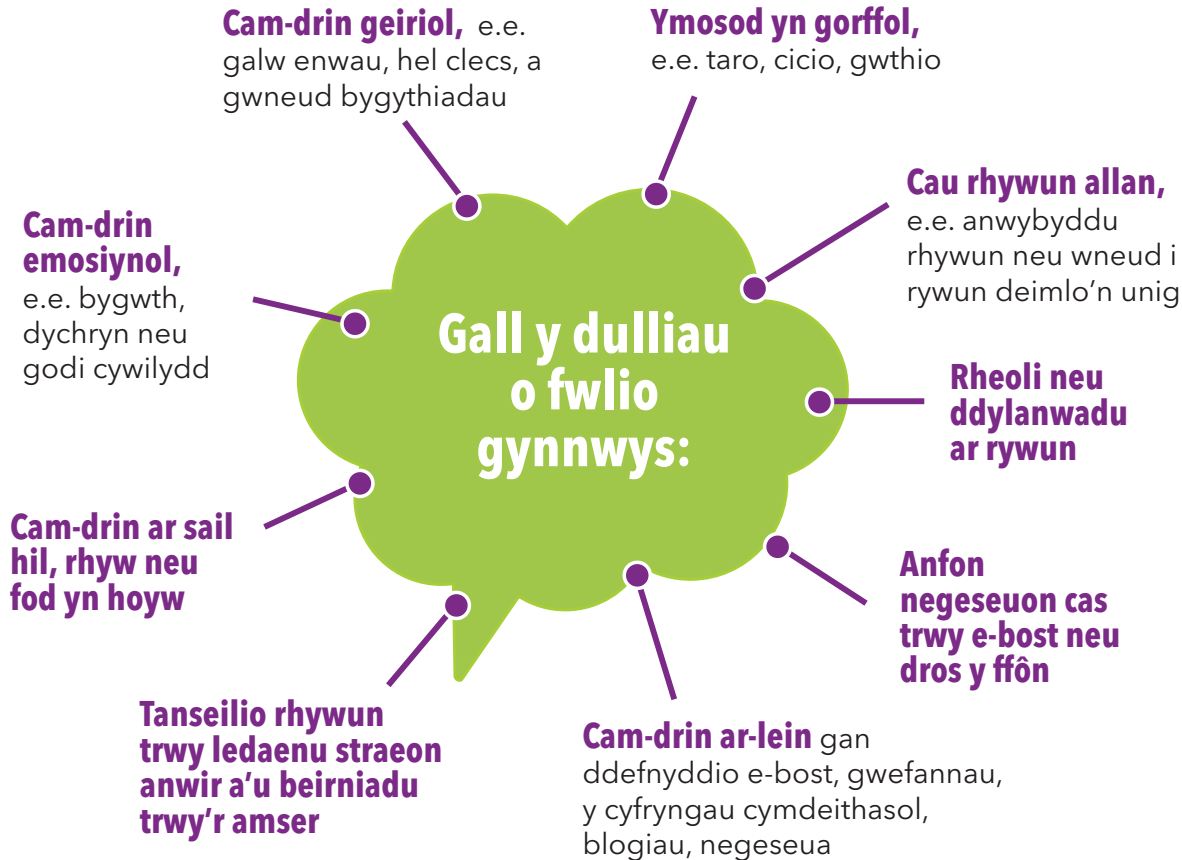 Cam-drin geiriol, e.e.
galw enwau, hel clecs, a
gwneud bygythiadau
Ymosod yn gorffol,
e.e. taro, cicio, gwthio
Cau rhywun allan,
e.e. anwybyddu
rhywun neu wneud i
rywun deimlo'n unig
Cam-drin
emosiynol,
e.e. bygwth,
dychryn neu
godi cywilydd
Gall y dulliau
o fwlio
gynnwys:
Rheoli neu
ddylanwadu
ar rywun
Cam-drin ar sail
hil, rhyw neu
fod yn hoyw
Anfon
negeseuon cas
trwy e-bost neu
dros y ffôn
Tanseilio rhywun
trwy ledaenu straeon
anwir a'u beirniadu
trwy'r amser
Cam-drin ar-lein gan
ddefnyddio e-bost, gwefannau,
y cyfryngau cymdeithasol,
blogiau, negeseua